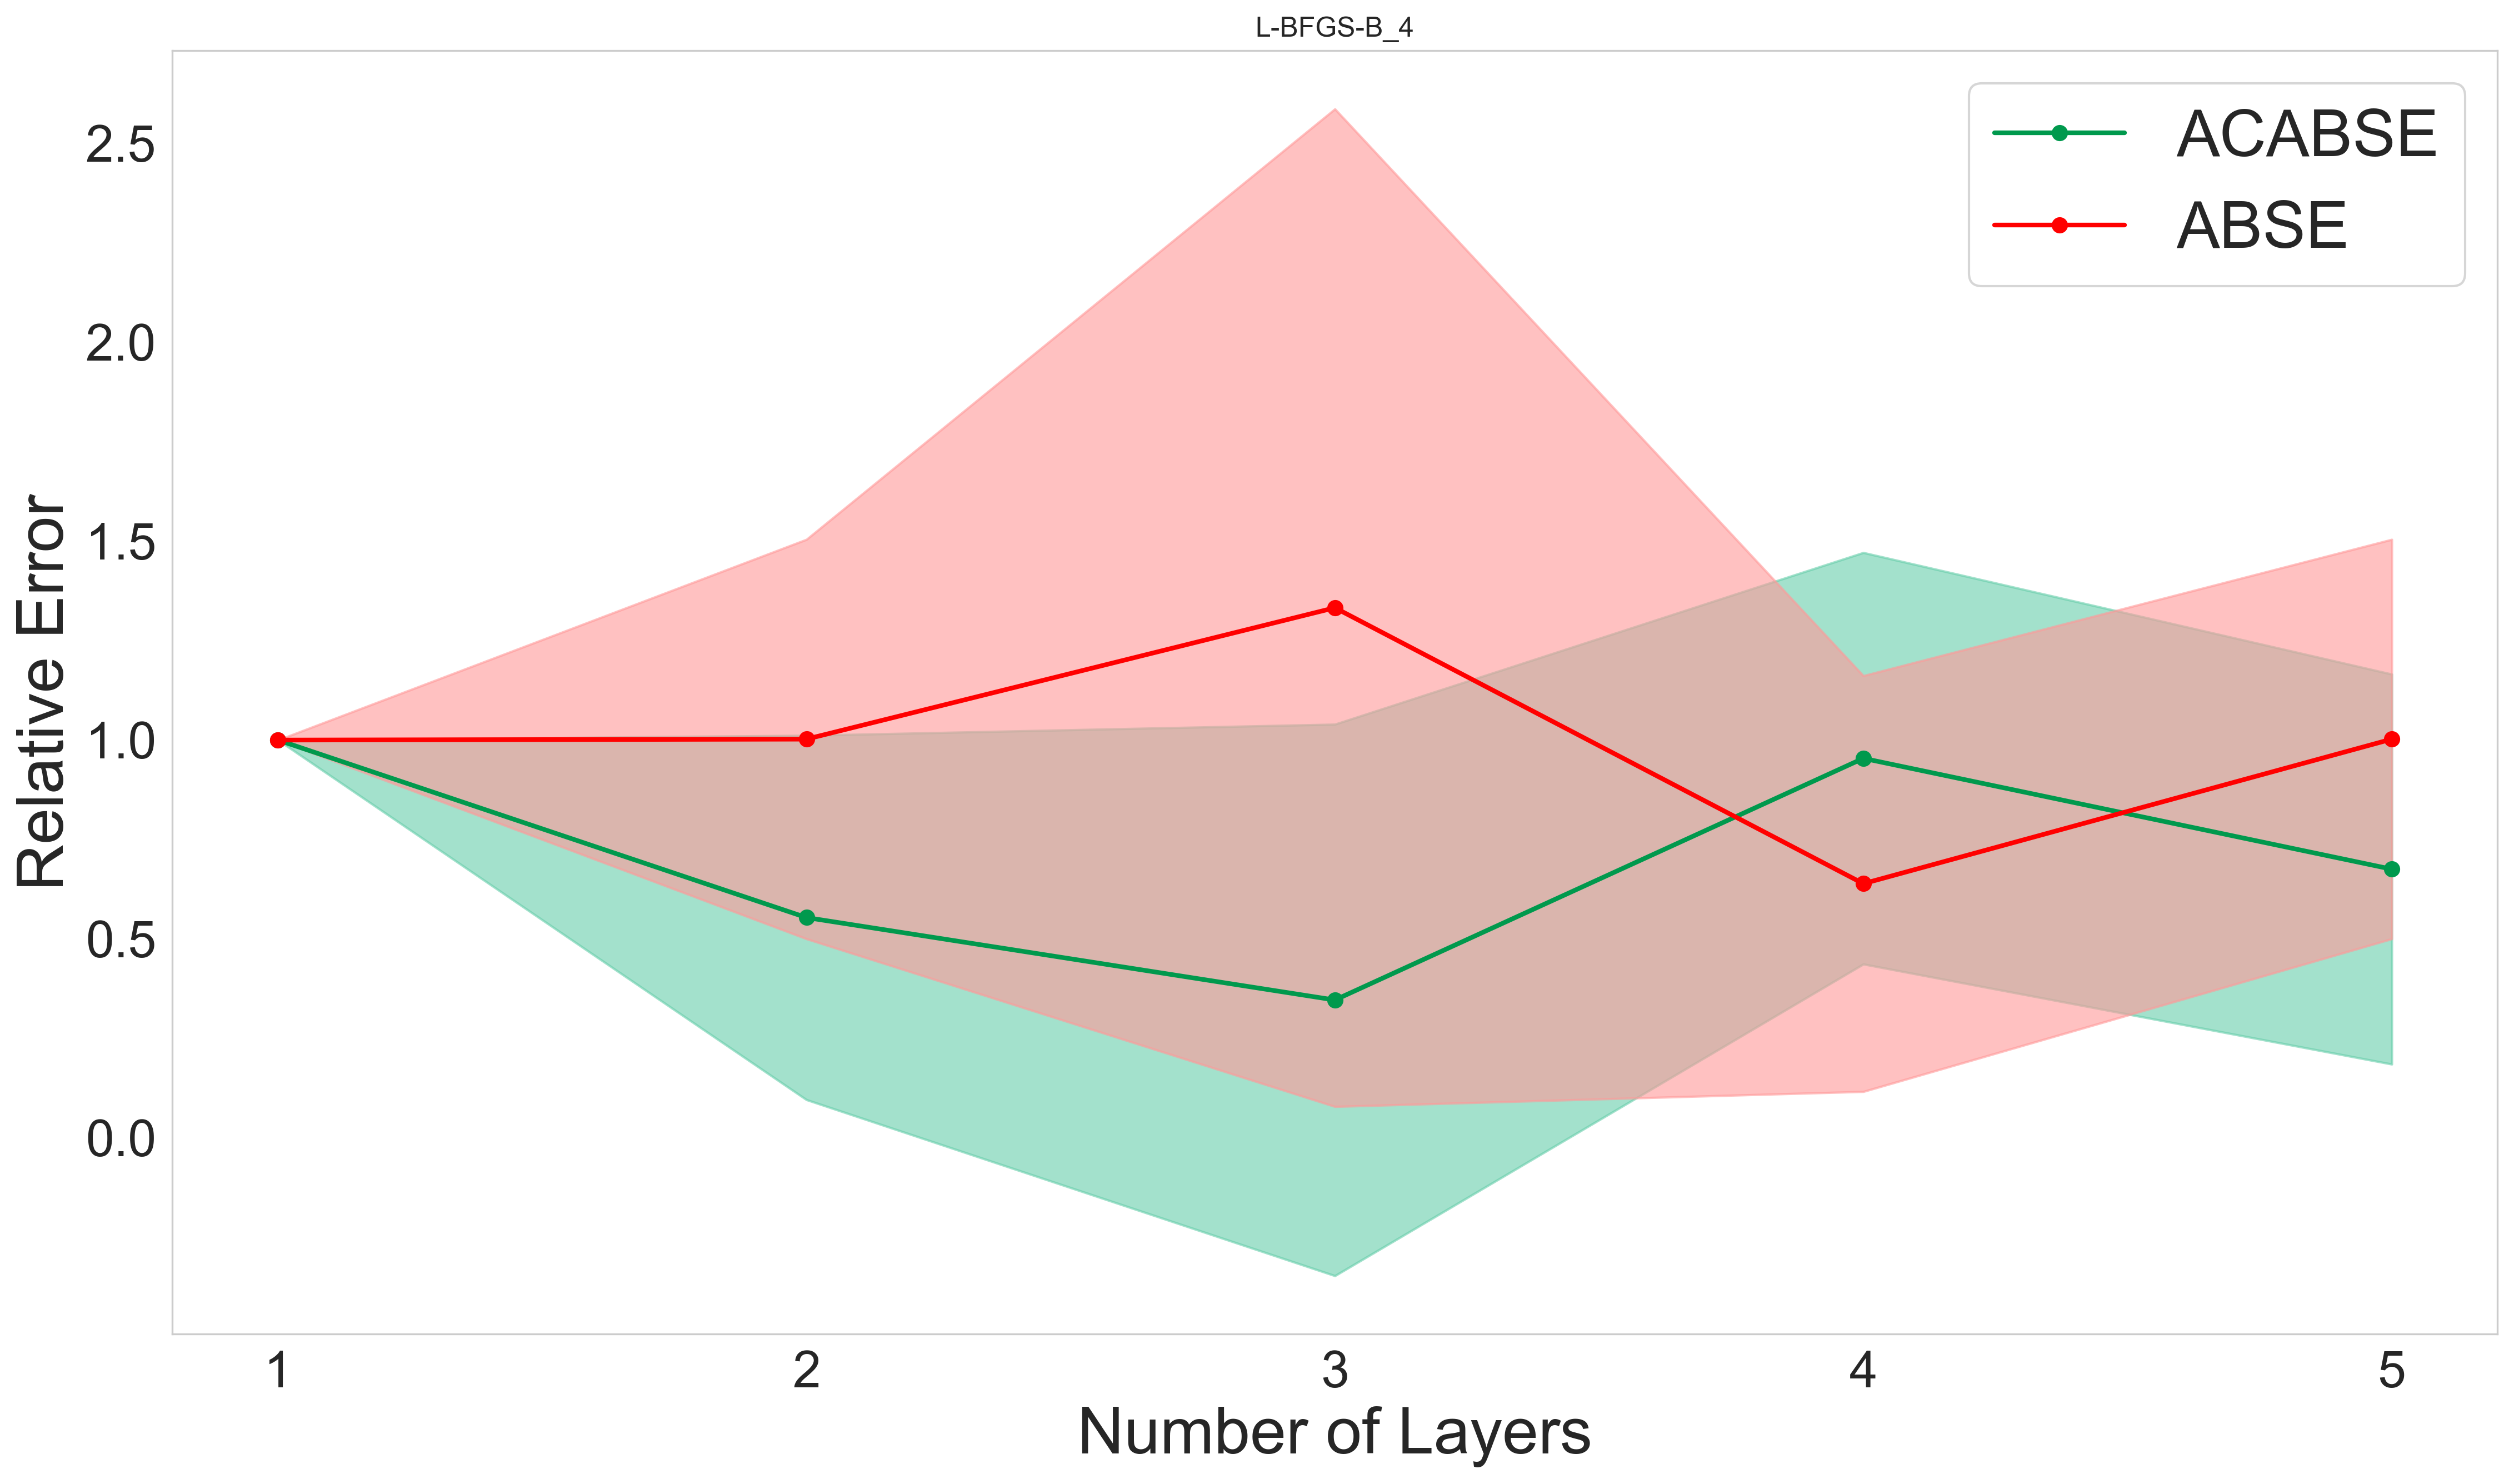 L-BFGS-B_4
ACABSE
ABSE
Relative Error
2.5
2.0
1.5
1.0
0.5
0.0
1 2 3 4 5
Number of Layers